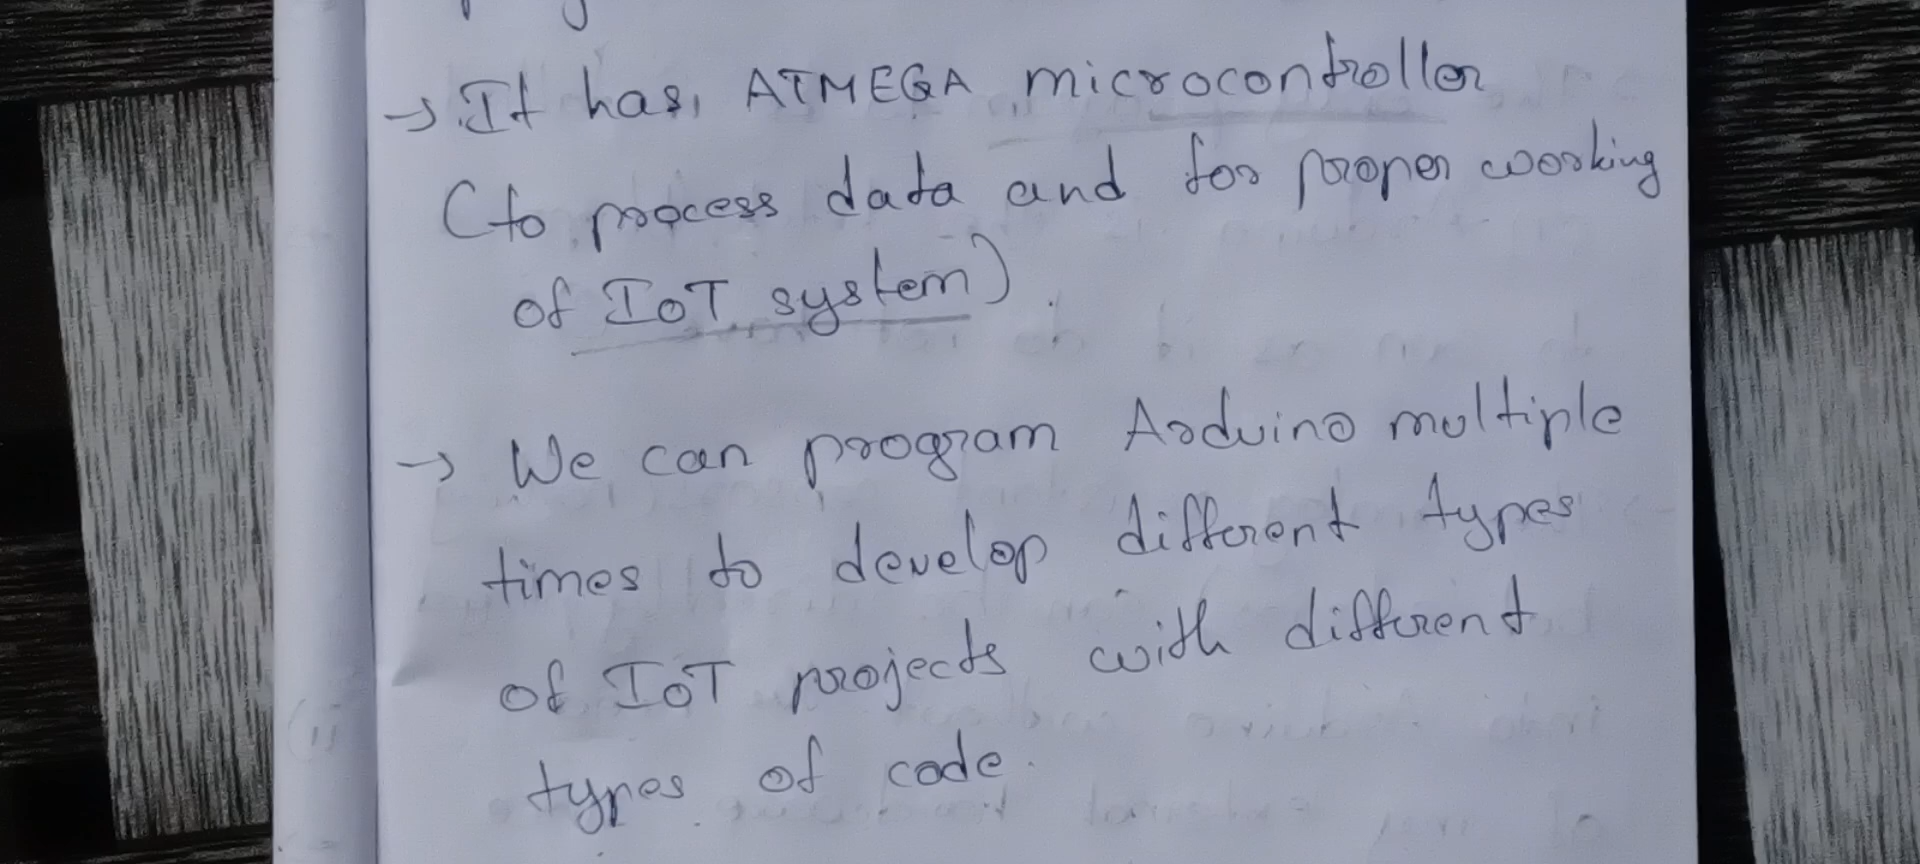 → It has, ATMEGA microcontroller
(to process data and for proper working
of IoT system).
→ We can program Arduino multiple
times to develop different types
of IoT projects with different
types of code.